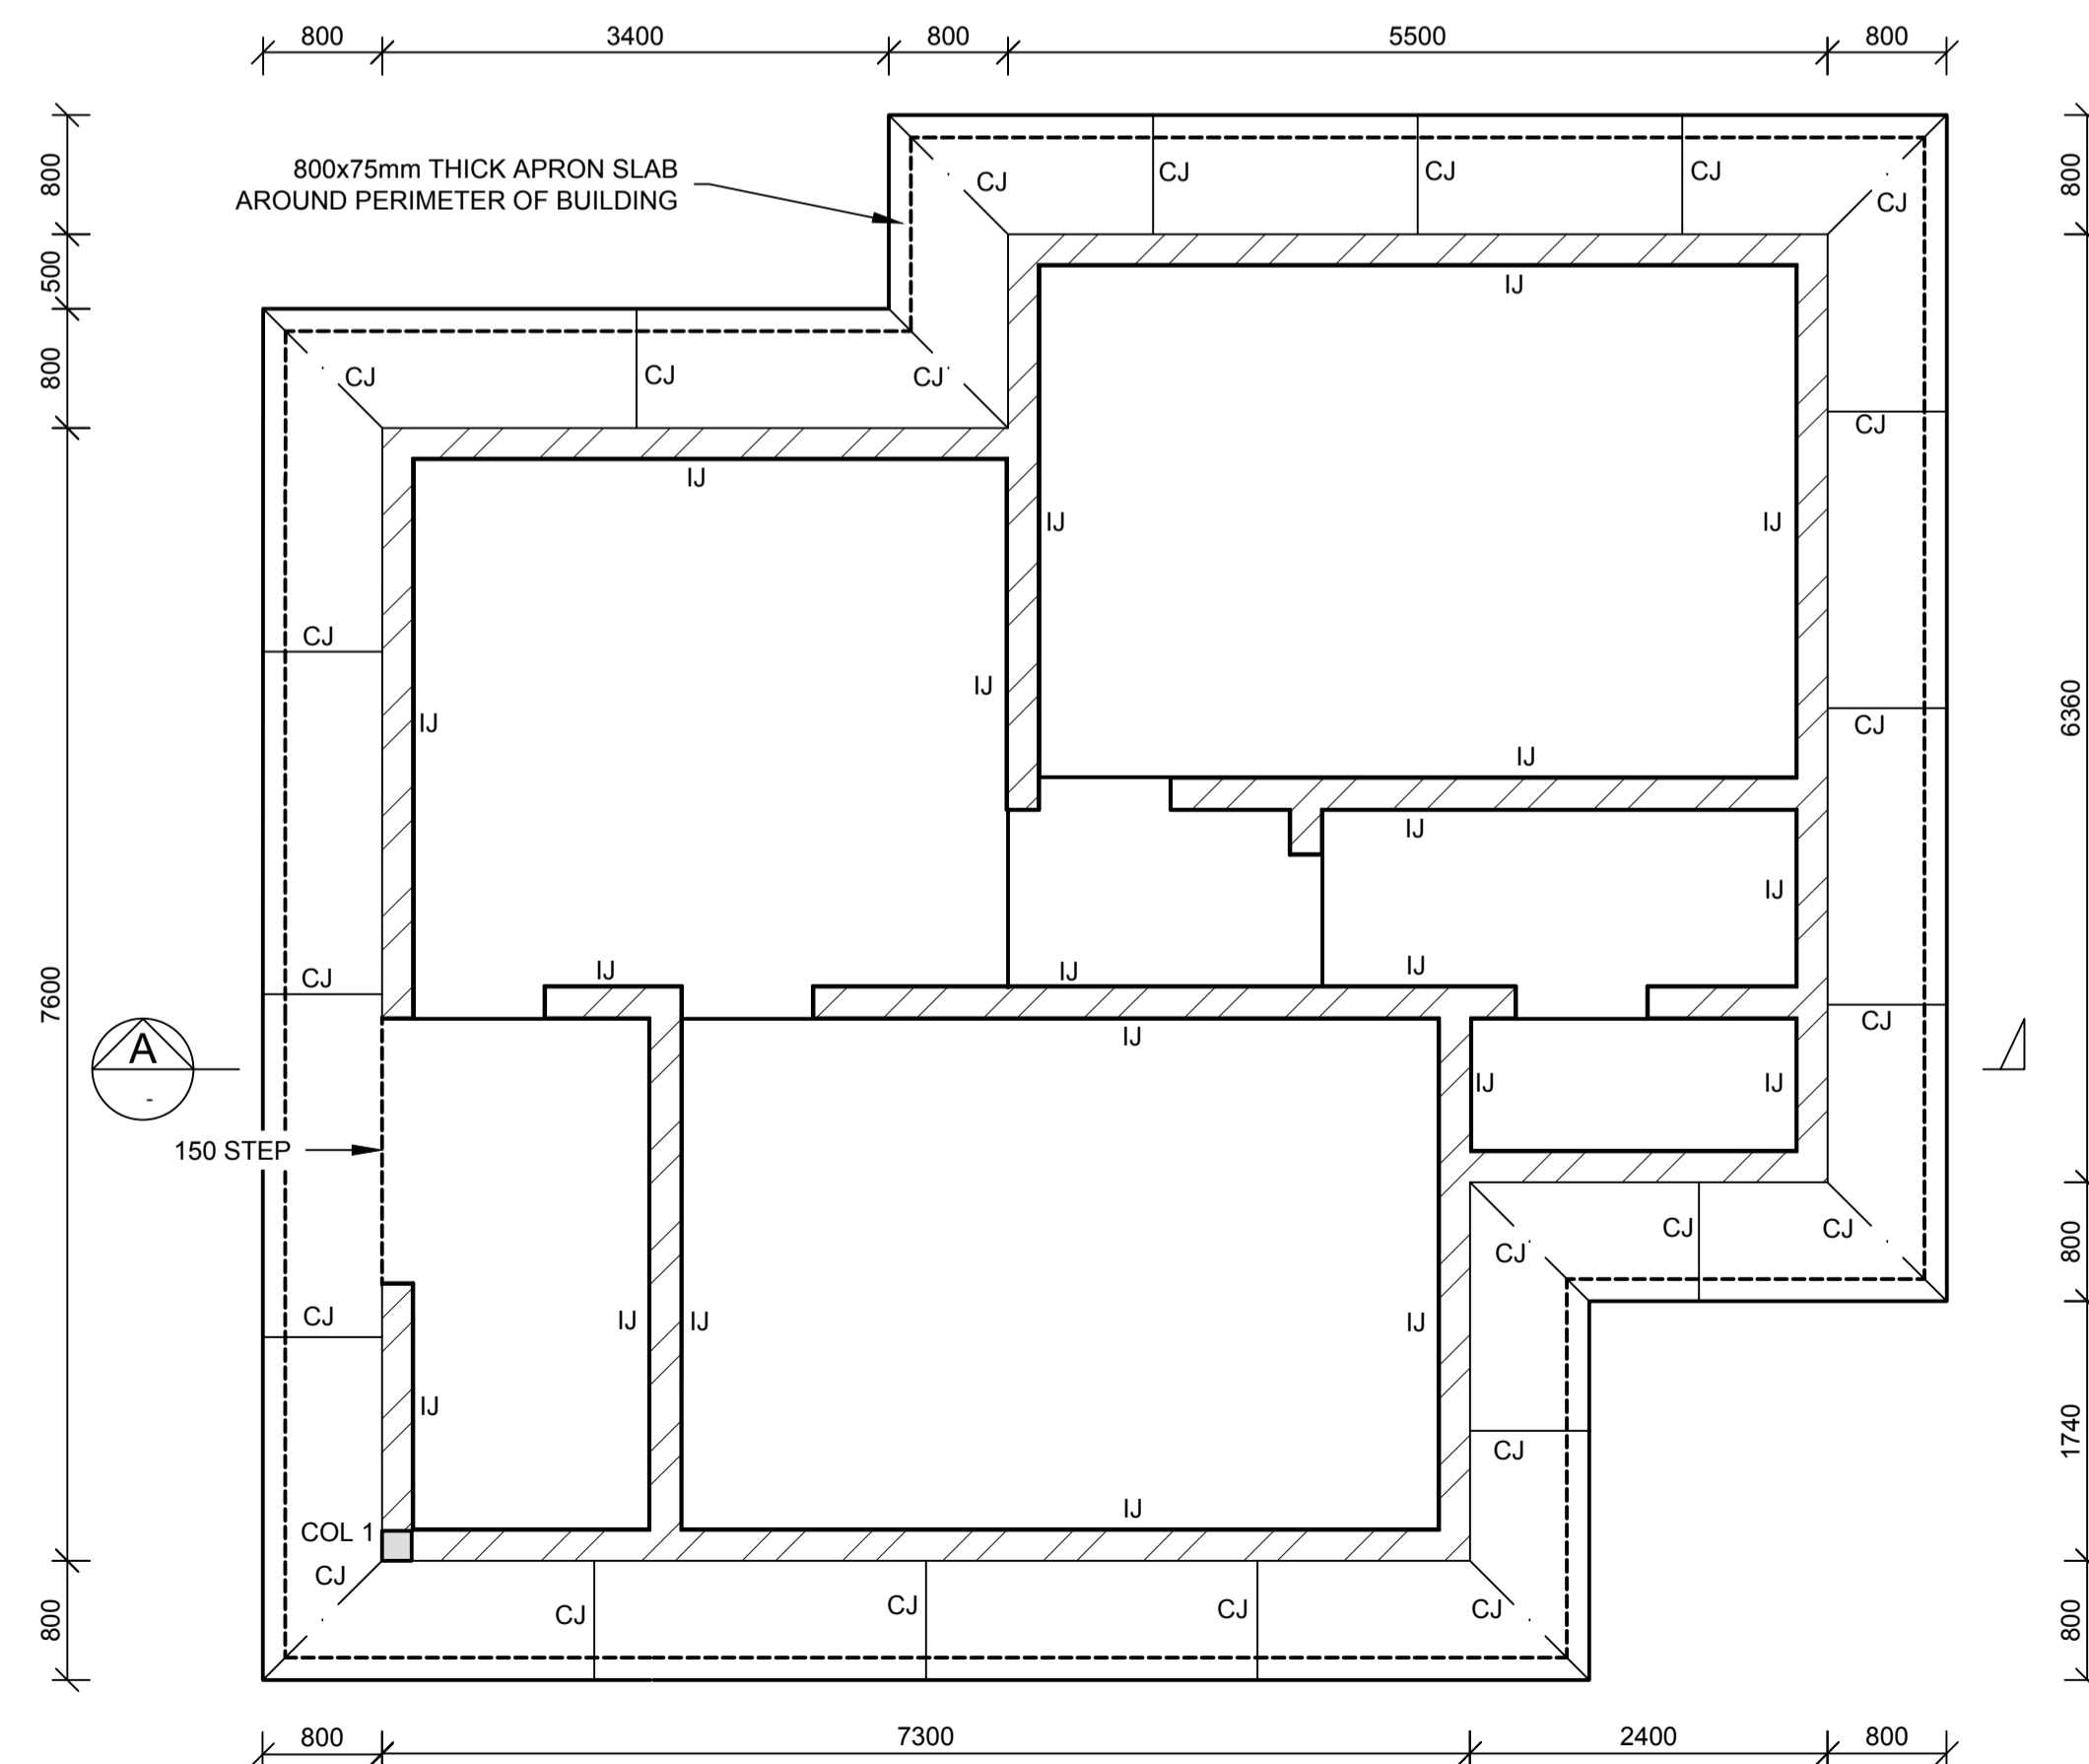 800 3400 800 5500 800
800
500
800
7600
800
800x75mm THICK APRON SLAB
AROUND PERIMETER OF BUILDING
CJ CJ CJ CJ
CJ
IJ
CJ CJ CJ
CJ
IJ
IJ IJ
CJ
IJ
IJ
CJ
IJ
IJ
IJ
IJ
IJ IJ IJ
CJ
CJ
IJ
A
-
IJ IJ
150 STEP
CJ CJ
CJ
CJ
IJ IJ IJ
IJ
CJ
IJ
COL 1
CJ
CJ CJ CJ CJ
800
6360
800
1740
800
800 7300 2400 800